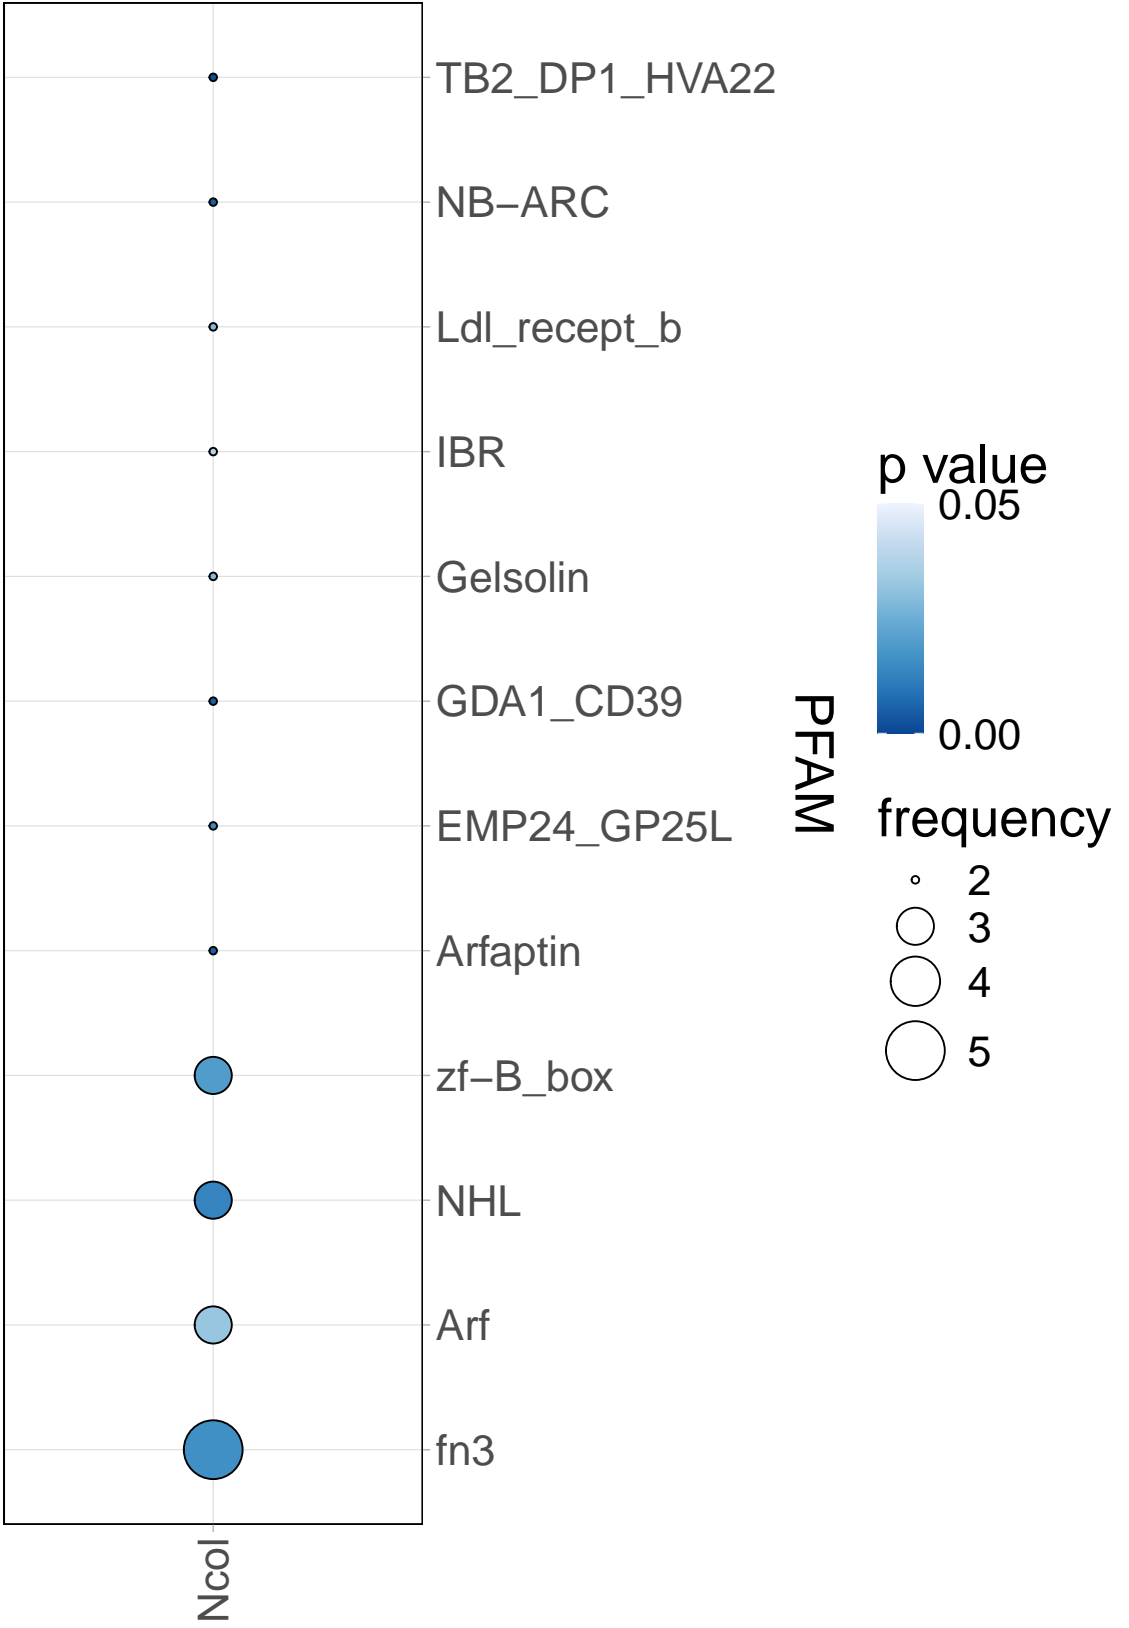 TB2_DP1_HVA22
NB−ARC
Ldl_recept_b
IBR
Gelsolin
GDA1_CD39
EMP24_GP25L
Arfaptin
zf−B_box
NHL
Arf
fn3
Ncol
PFAM
p value
0.05
0.00
frequency
2
3
4
5